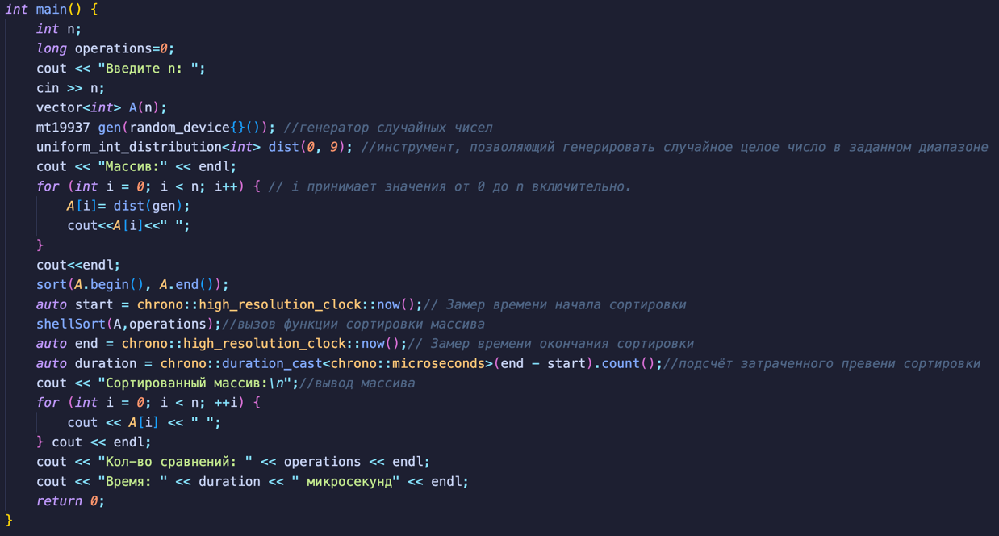 int main() {
    int n;
    long operations=0;
    cout << "Введите n: ";
    cin >> n;
    vector<int> A(n);
    mt19937 gen(random_device{}()); //генератор случайных чисел
    uniform_int_distribution<int> dist(0, 9); //инструмент, позволяющий генерировать случайное целое число в заданном диапазоне
    cout << "Массив:" << endl;
    for (int i = 0; i < n; i++) { // i принимает значения от 0 до n включительно.
        A[i]= dist(gen);
        cout<<A[i]<<" ";
    }
    cout<<endl;
    sort(A.begin(), A.end());
    auto start = chrono::high_resolution_clock::now();// Замер времени начала сортировки
    shellSort(A,operations);//вызов функции сортировки массива
    auto end = chrono::high_resolution_clock::now();// Замер времени окончания сортировки
    auto duration = chrono::duration_cast<chrono::microseconds>(end - start).count();//подсчёт затраченного превени сортировки
    cout << "Сортированный массив:\n";//вывод массива
    for (int i = 0; i < n; ++i) {
        cout << A[i] << " ";
    } cout << endl;
    cout << "Кол-во сравнений: " << operations << endl;
    cout << "Время: " << duration << " микросекунд" << endl;
    return 0;
}